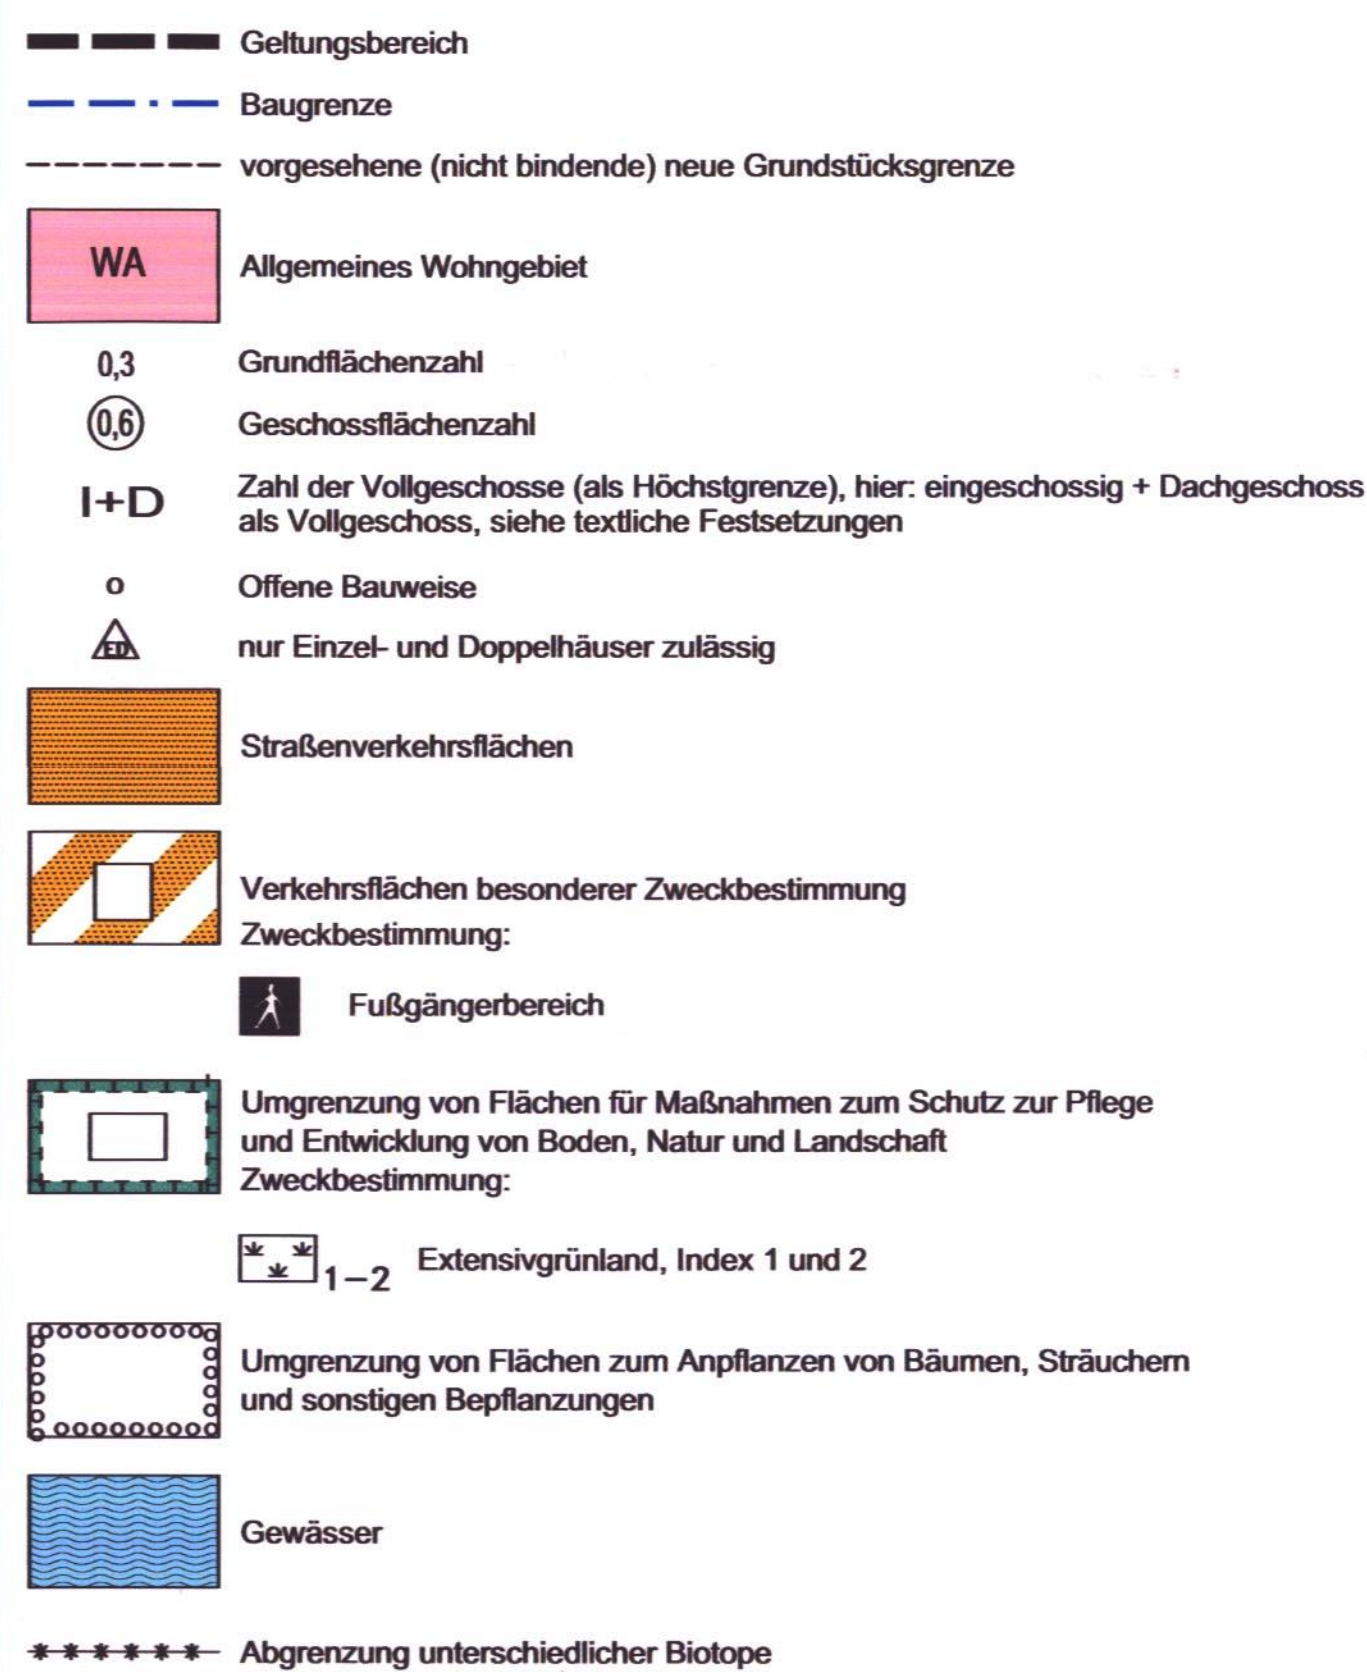 Geltungsbereich
Baugrenze
vorgesehene (nicht bindende) neue Grundstücksgrenze
WA Allgemeines Wohngebiet
0,3 Grundflächenzahl
0,6 Geschossflächenzahl
I+D Zahl der Vollgeschosse (als Höchstgrenze), hier: eingeschossig + Dachgeschoss
als Vollgeschoss, siehe textliche Festsetzungen
o Offene Bauweise
ED nur Einzel- und Doppelhäuser zulässig
Straßenverkehrsflächen
Verkehrsflächen besonderer Zweckbestimmung
Zweckbestimmung:
Fußgängerbereich
Umgrenzung von Flächen für Maßnahmen zum Schutz zur Pflege
und Entwicklung von Boden, Natur und Landschaft
Zweckbestimmung:
1-2 Extensivgrünland, Index 1 und 2
Umgrenzung von Flächen zum Anpflanzen von Bäumen, Sträuchern
und sonstigen Bepflanzungen
Gewässer
Abgrenzung unterschiedlicher Biotope